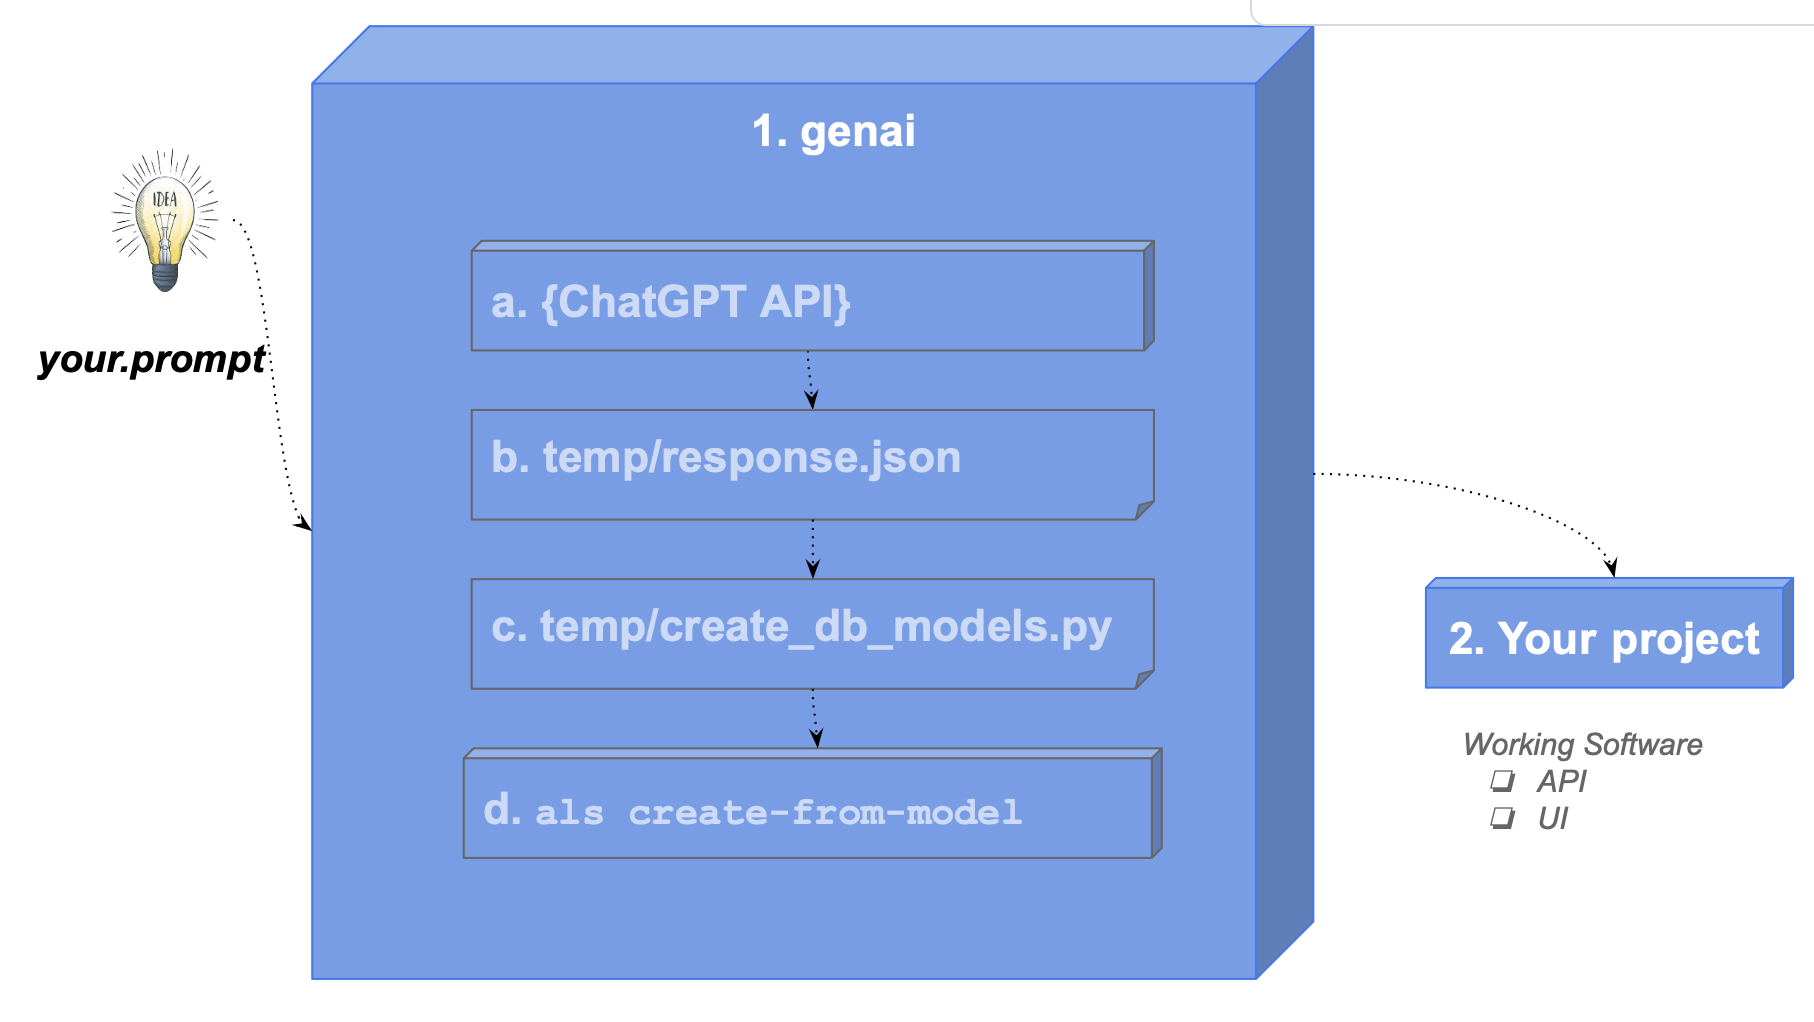 1. genai
IDEA
your.prompt
a. {ChatGPT API}
b. temp/response.json
c. temp/create_db_models.py
d. als create-from-model
2. Your project
Working Software
❏ API
❏ UI